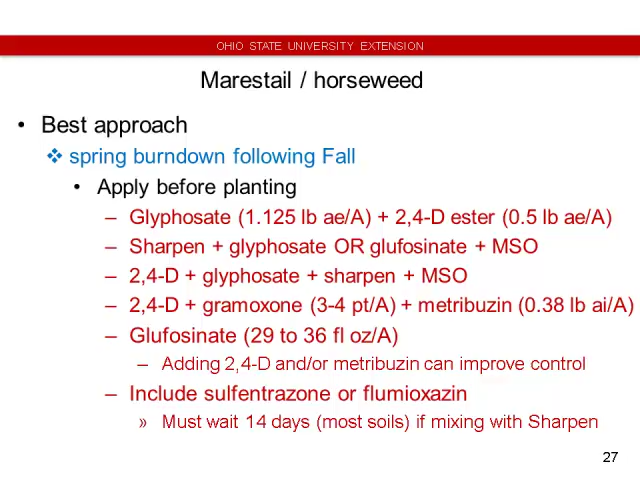 OHIO STATE UNIVERSITY EXTENSION
Marestail / horseweed
• Best approach
❖ spring burndown following Fall
• Apply before planting
– Glyphosate (1.125 lb ae/A) + 2,4-D ester (0.5 lb ae/A)
– Sharpen + glyphosate OR glufosinate + MSO
– 2,4-D + glyphosate + sharpen + MSO
– 2,4-D + gramoxone (3-4 pt/A) + metribuzin (0.38 lb ai/A)
– Glufosinate (29 to 36 fl oz/A)
– Adding 2,4-D and/or metribuzin can improve control
– Include sulfentrazone or flumioxazin
» Must wait 14 days (most soils) if mixing with Sharpen
27